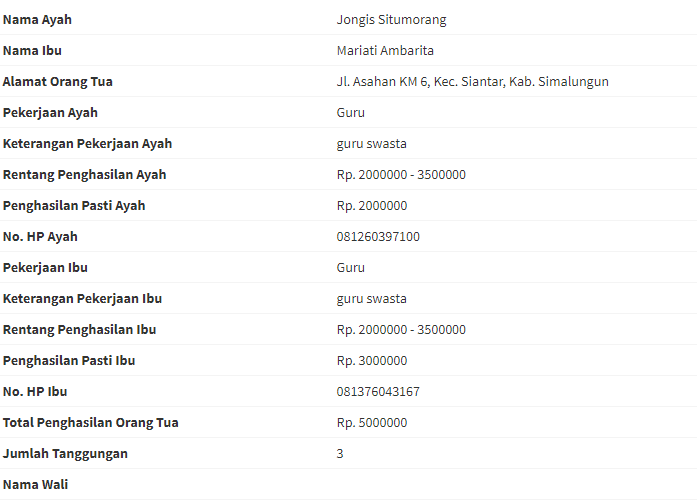 Nama Ayah Jongis Situmorang
Nama Ibu Mariati Ambarita
Alamat Orang Tua Jl. Asahan KM 6, Kec. Siantar, Kab. Simalungun
Pekerjaan Ayah Guru
Keterangan Pekerjaan Ayah guru swasta
Rentang Penghasilan Ayah Rp. 2000000 - 3500000
Penghasilan Pasti Ayah Rp. 2000000
No. HP Ayah 081260397100
Pekerjaan Ibu Guru
Keterangan Pekerjaan Ibu guru swasta
Rentang Penghasilan Ibu Rp. 2000000 - 3500000
Penghasilan Pasti Ibu Rp. 3000000
No. HP Ibu 081376043167
Total Penghasilan Orang Tua Rp. 5000000
Jumlah Tanggungan 3
Nama Wali